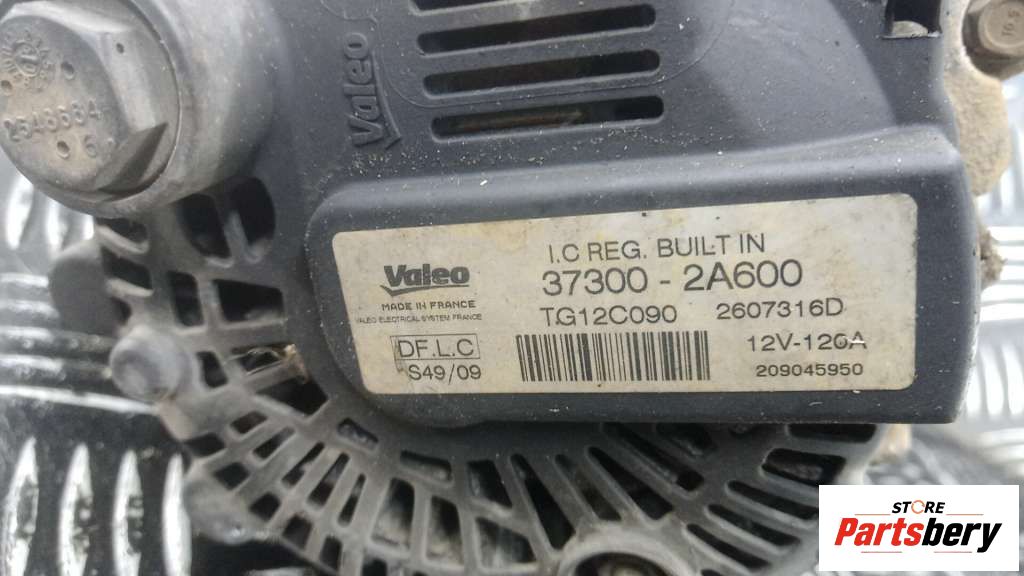 Valeo
I.C REG. BUILT IN
Valeo
37300 - 2A600
MADE IN FRANCE
TG12C090 2607316D
VALEO ELECTRICAL SYSTEM FRANCE
DF.L.C
12V-120A
S49/09
209045950
STORE
Partsbery